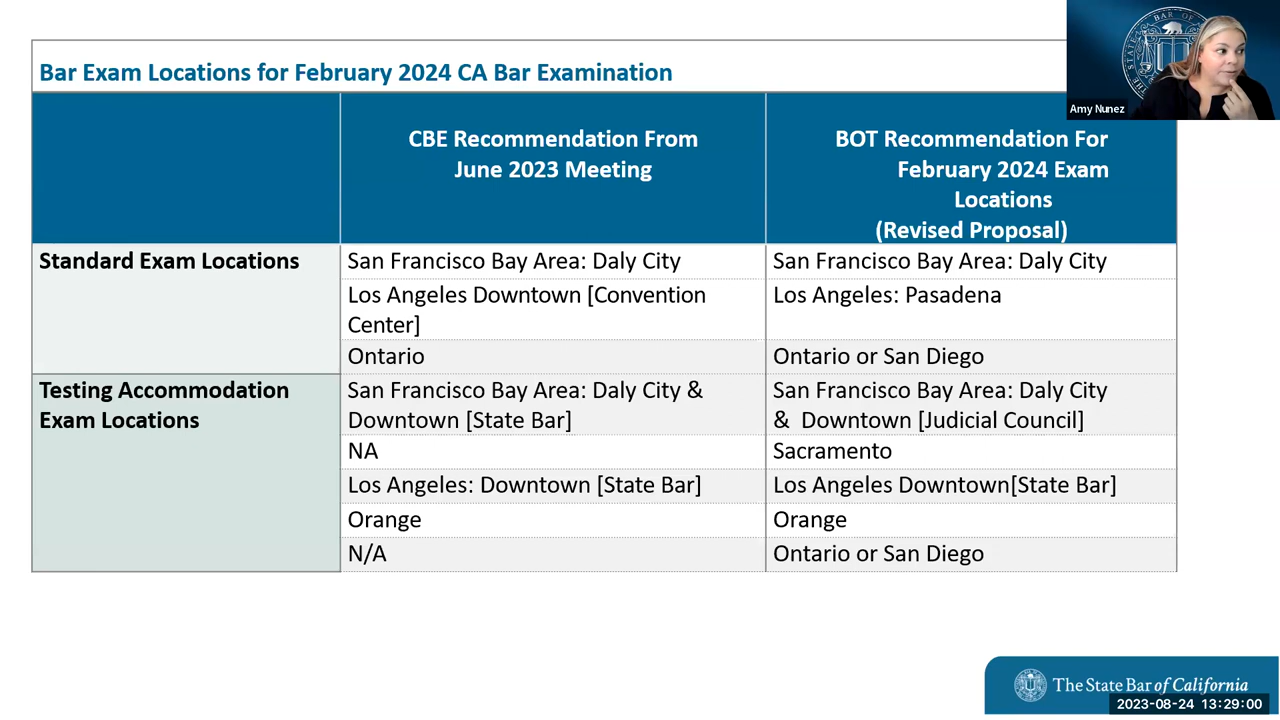 Bar Exam Locations for February 2024 CA Bar Examination
Amy Nunez
CBE Recommendation From
June 2023 Meeting
BOT Recommendation For
February 2024 Exam
Locations
(Revised Proposal)
Standard Exam Locations
San Francisco Bay Area: Daly City
San Francisco Bay Area: Daly City
Los Angeles Downtown [Convention
Center]
Los Angeles: Pasadena
Ontario
Ontario or San Diego
Testing Accommodation
Exam Locations
San Francisco Bay Area: Daly City &
Downtown [State Bar]
San Francisco Bay Area: Daly City
& Downtown [Judicial Council]
NA
Sacramento
Los Angeles: Downtown [State Bar]
Los Angeles Downtown[State Bar]
Orange
Orange
N/A
Ontario or San Diego
The State Bar of California
2023-08-24 13:29:00